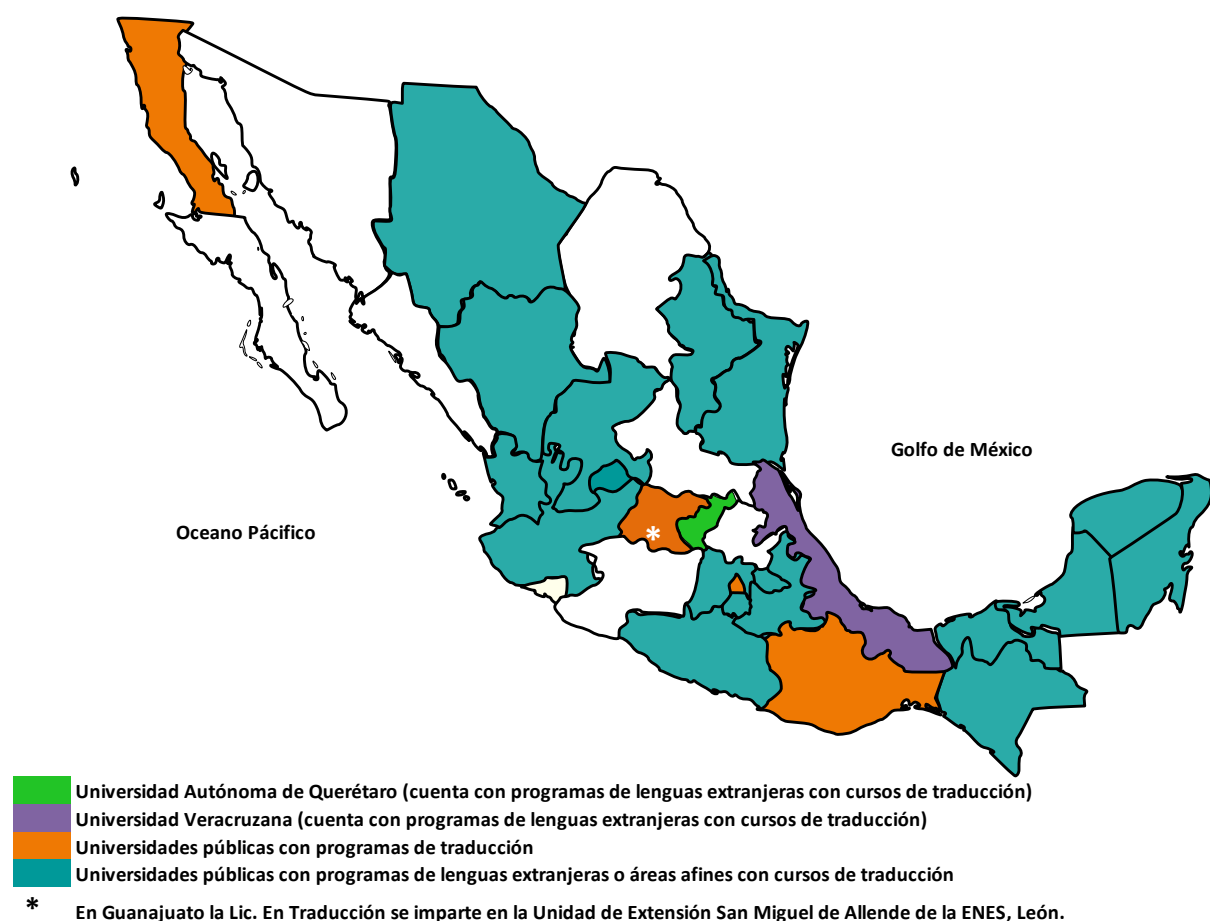 Golfo de México
Oceano Pácifico
*
Universidad Autónoma de Querétaro (cuenta con programas de lenguas extranjeras con cursos de traducción)
Universidad Veracruzana (cuenta con programas de lenguas extranjeras con cursos de traducción)
Universidades públicas con programas de traducción
Universidades públicas con programas de lenguas extranjeras o áreas afines con cursos de traducción
* En Guanajuato la Lic. En Traducción se imparte en la Unidad de Extensión San Miguel de Allende de la ENES, León.